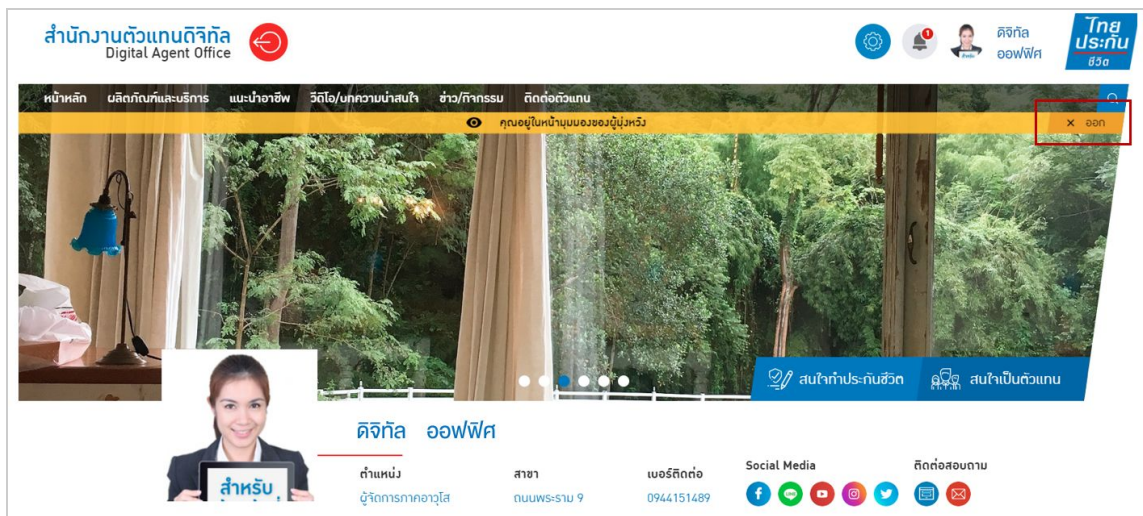 สำนักงานตัวแทนดิจิทัล
Digital Agent Office
1
ดิจิทัล
ออฟฟิศ
ไทย
ประกัน
ชีวิต
หน้าหลัก ผลิตภัณฑ์และบริการ แนะนำอาชีพ วีดีโอ/บทความน่าสนใจ ข่าว/กิจกรรม ติดต่อตัวแทน
คุณอยู่ในหน้ามุมมองของผู้มุ่งหวัง
× ออก
สนใจทำประกันชีวิต สนใจเป็นตัวแทน
ดิจิทัล ออฟฟิศ
ตำแหน่ง สาขา เบอร์ติดต่อ Social Media ติดต่อสอบถาม
ผู้จัดการภาคอาวุโส ถนนพระราม 9 0944151489
สำหรับ